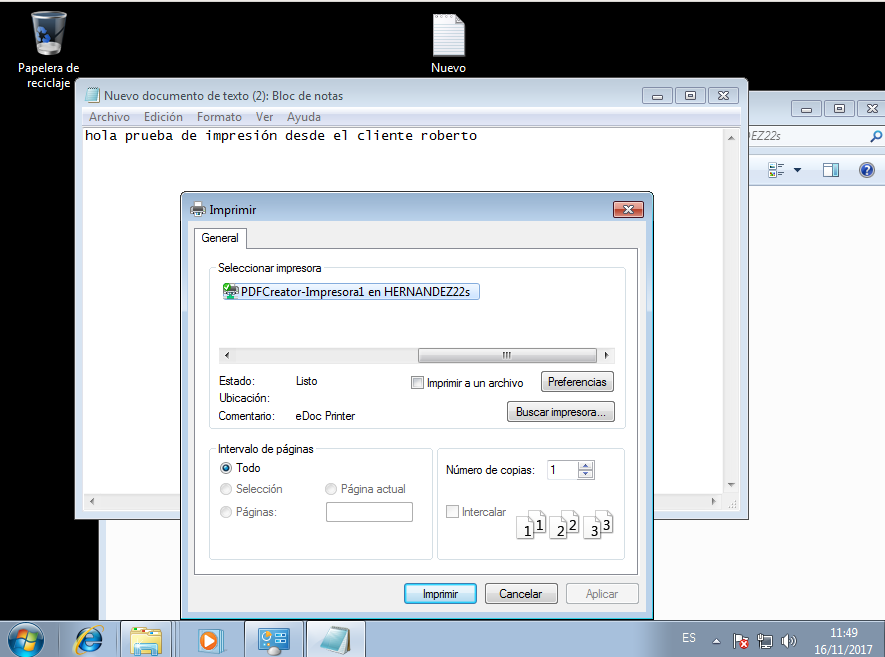 Papelera de
reciclaje
Nuevo
Nuevo documento de texto (2): Bloc de notas
Archivo Edición Formato Ver Ayuda
hola prueba de impresión desde el cliente roberto
EZ22s
Imprimir
General
Seleccionar impresora
PDFCreator-Impresora1 en HERNANDEZ22s
Estado: Listo
Imprimir a un archivo Preferencias
Ubicación:
Comentario: eDoc Printer
Buscar impresora...
Intervalo de páginas
Todo
Selección Página actual
Páginas:
Número de copias: 1
Intercalar
1 1 2 2 3 3
Imprimir Cancelar Aplicar
ES
11:49
16/11/2017